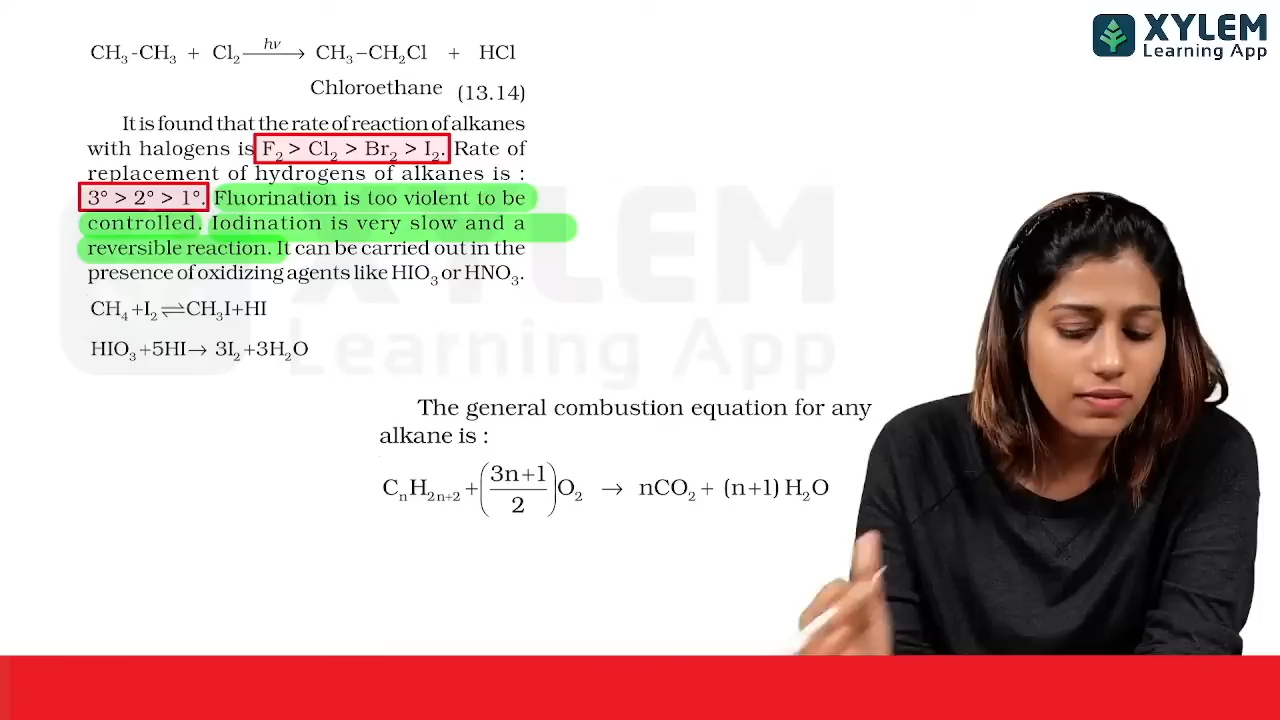 XYLEM
Learning App
CH₃-CH₃ + Cl₂ —hν→ CH₃–CH₂Cl + HCl
Chloroethane (13.14)
It is found that the rate of reaction of alkanes
with halogens is F₂ > Cl₂ > Br₂ > I₂. Rate of
replacement of hydrogens of alkanes is :
3° > 2° > 1°. Fluorination is too violent to be
controlled. Iodination is very slow and a
reversible reaction. It can be carried out in the
presence of oxidizing agents like HIO₃ or HNO₃.
CH₄ +I₂ ⇌ CH₃I+HI
HIO₃ +5HI→ 3I₂ +3H₂O
XYLEM
Learning App
The general combustion equation for any
alkane is :
CₙH₂ₙ₊₂ + ((3n+1)/2) O₂ → nCO₂ + (n+1) H₂O